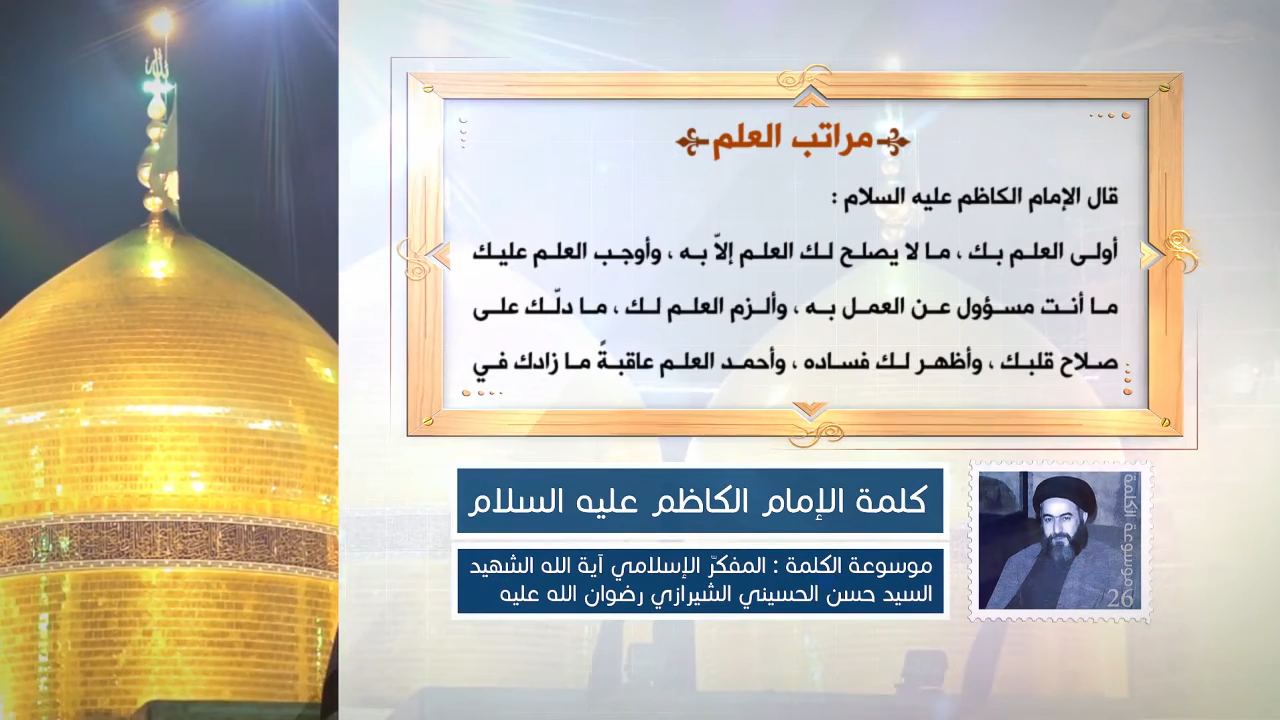 مراتب العلم
قال الإمام الكاظم عليه السلام :
أولى العلم بك ، ما لا يصلح لك العلم إلاّ به ، وأوجب العلم عليك
ما أنت مسؤول عن العمل به ، وألزم العلم لك ، ما دلّك على
صلاح قلبك ، وأظهر لك فساده ، وأحمد العلم عاقبةً ما زادك في
كلمة الإمام الكاظم عليه السلام
موسوعة الكلمة : المفكرّ الإسلامي آية الله الشهيد
السيد حسن الحسيني الشيرازي رضوان الله عليه
موسوعة الكلمة
26